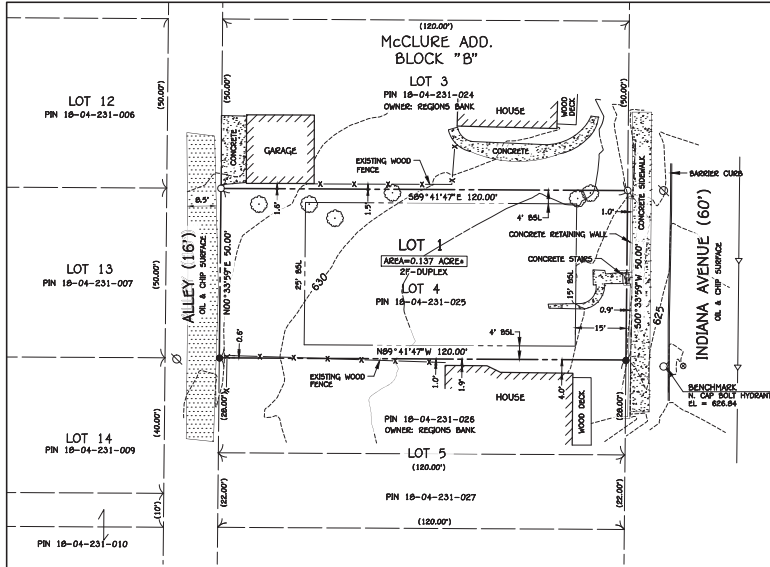 (120.00')
McCLURE ADD.
BLOCK "B"
LOT 3
PIN 18-04-231-024
OWNER: REGIONS BANK
LOT 12
PIN 18-04-231-006
(50.00')
(50.00')
(50.00')
CONCRETE
GARAGE
HOUSE
WOOD
DECK
CONCRETE
EXISTING WOOD
FENCE
CONCRETE SIDEWALK
BARRIER CURB
8.5'
1.6'
1.5'
S89°41'47"E 120.00'
4' BSL
1.0'
CONCRETE RETAINING WALL
CONCRETE STAIRS
LOT 1
AREA=0.137 ACRE±
2F-DUPLEX
LOT 4
PIN 18-04-231-025
630
25' BSL
15' BSL
15'
0.9'
625
LOT 13
PIN 18-04-231-007
(50.00')
ALLEY (16')
OIL & CHIP SURFACE
N00°33'59"E 50.00'
S00°33'59"W 50.00'
INDIANA AVENUE (60')
OIL & CHIP SURFACE
0.6'
4' BSL
N89°41'47"W 120.00'
EXISTING WOOD
FENCE
1.0'
1.9'
4.0'
HOUSE
WOOD DECK
BENCHMARK
N. CAP BOLT HYDRANT
EL = 626.84
(28.00')
(28.00')
PIN 18-04-231-026
OWNER: REGIONS BANK
LOT 14
PIN 18-04-231-009
(40.00')
LOT 5
(120.00')
(22.00')
PIN 18-04-231-027
(22.00')
(10')
(120.00')
PIN 18-04-231-010